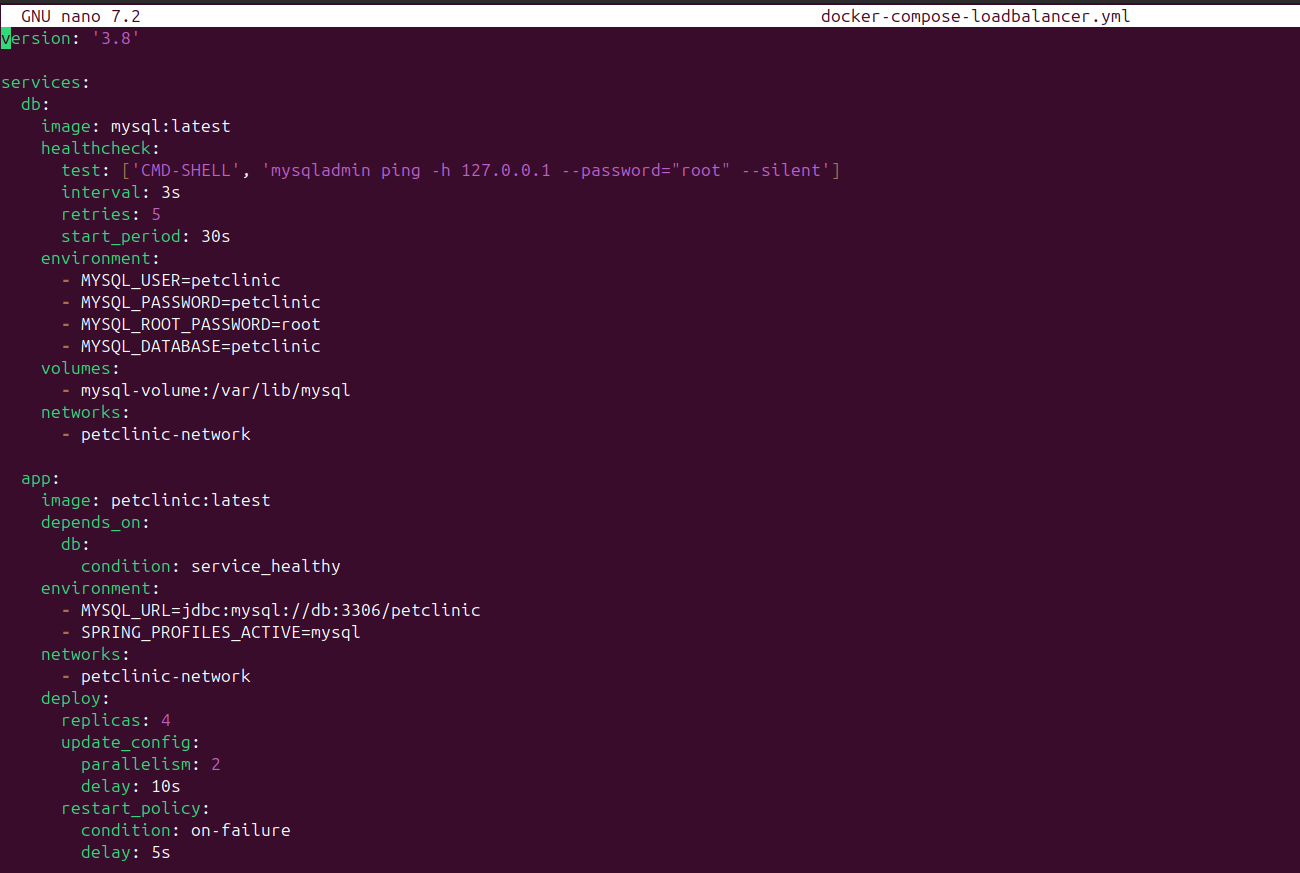 GNU nano 7.2 docker-compose-loadbalancer.yml
version: '3.8'

services:
  db:
    image: mysql:latest
    healthcheck:
      test: ['CMD-SHELL', 'mysqladmin ping -h 127.0.0.1 --password="root" --silent']
      interval: 3s
      retries: 5
      start_period: 30s
    environment:
      - MYSQL_USER=petclinic
      - MYSQL_PASSWORD=petclinic
      - MYSQL_ROOT_PASSWORD=root
      - MYSQL_DATABASE=petclinic
    volumes:
      - mysql-volume:/var/lib/mysql
    networks:
      - petclinic-network

  app:
    image: petclinic:latest
    depends_on:
      db:
        condition: service_healthy
    environment:
      - MYSQL_URL=jdbc:mysql://db:3306/petclinic
      - SPRING_PROFILES_ACTIVE=mysql
    networks:
      - petclinic-network
    deploy:
      replicas: 4
      update_config:
        parallelism: 2
        delay: 10s
      restart_policy:
        condition: on-failure
        delay: 5s